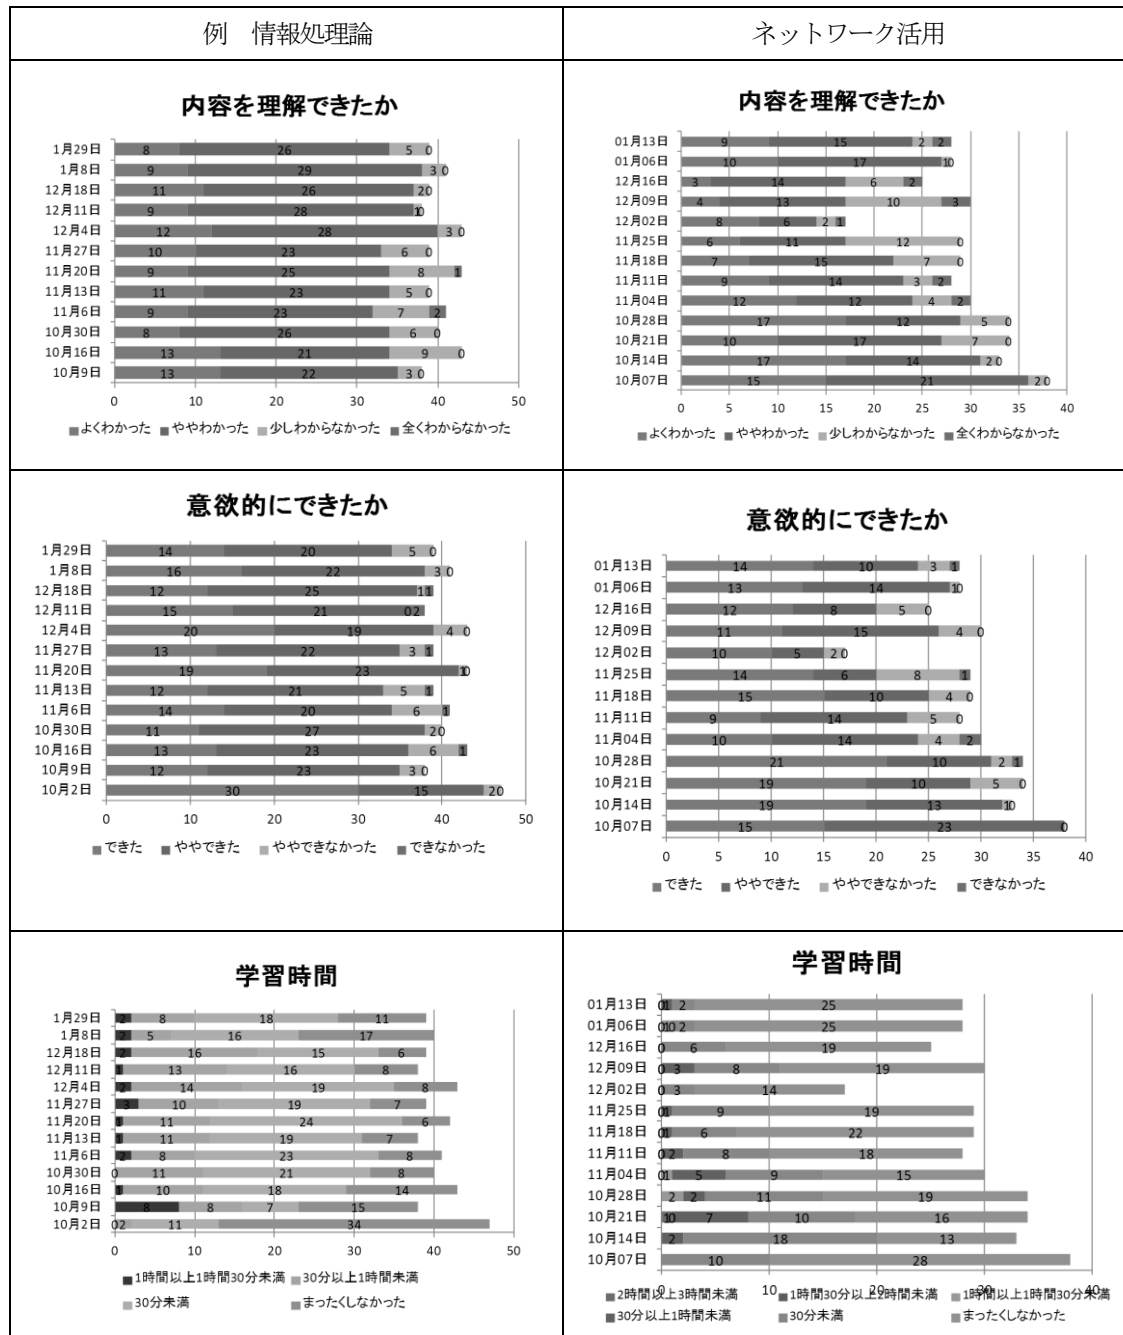 例　情報処理論
ネットワーク活用
内容を理解できたか
1月29日 8 26 5 0
1月8日 9 29 3 0
12月18日 11 26 2 0
12月11日 9 28 1 0
12月4日 12 28 3 0
11月27日 10 23 6 0
11月20日 9 25 8 1
11月13日 11 23 5 0
11月6日 9 23 7 2
10月30日 8 26 6 0
10月16日 13 21 9 0
10月9日 13 22 3 0
0 10 20 30 40 50
よくわかった ややわかった 少しわからなかった 全くわからなかった
内容を理解できたか
01月13日 9 15 2 2
01月06日 10 17 1 0
12月16日 3 14 6 2
12月09日 4 13 10 3
12月02日 8 6 2 1
11月25日 6 11 12 0
11月18日 7 15 7 0
11月11日 9 14 3 2
11月04日 12 12 4 2
10月28日 17 12 5 0
10月21日 10 17 7 0
10月14日 17 14 2 0
10月07日 15 21 2 0
0 5 10 15 20 25 30 35 40
よくわかった ややわかった 少しわからなかった 全くわからなかった
意欲的にできたか
1月29日 14 20 5 0
1月8日 16 22 3 0
12月18日 12 25 1 1
12月11日 15 21 0 2
12月4日 20 19 4 0
11月27日 13 22 3 1
11月20日 19 23 1 0
11月13日 12 21 5 1
11月6日 14 20 6 1
10月30日 11 27 2 0
10月16日 13 23 6 1
10月9日 12 23 3 0
10月2日 30 15 2 0
0 10 20 30 40 50
できた ややできた ややできなかった できなかった
意欲的にできたか
01月13日 14 10 3 1
01月06日 13 14 1 0
12月16日 12 8 5 0
12月09日 11 15 4 0
12月02日 10 5 2 0
11月25日 14 6 8 1
11月18日 15 10 4 0
11月11日 9 14 5 0
11月04日 10 14 4 2
10月28日 21 10 2 1
10月21日 19 10 5 0
10月14日 19 13 1 0
10月07日 15 23 0
0 5 10 15 20 25 30 35 40
できた ややできた ややできなかった できなかった
学習時間
1月29日 2 8 18 11
1月8日 2 5 16 17
12月18日 2 16 15 6
12月11日 1 13 16 8
12月4日 2 14 19 8
11月27日 3 10 19 7
11月20日 1 11 24 6
11月13日 1 11 19 7
11月6日 2 8 23 8
10月30日 0 11 21 8
10月16日 1 10 18 14
10月9日 8 8 7 15
10月2日 0 2 11 34
0 10 20 30 40 50
1時間以上1時間30分未満 30分以上1時間未満
30分未満 まったくしなかった
学習時間
01月13日 0 1 2 25
01月06日 0 1 0 2 25
12月16日 0 6 19
12月09日 0 3 8 19
12月02日 0 3 14
11月25日 0 1 9 19
11月18日 0 1 6 22
11月11日 0 2 8 18
11月04日 0 1 5 9 15
10月28日 2 2 11 19
10月21日 1 0 7 10 16
10月14日 2 18 13
10月07日 10 28
0 10 20 30 40
2時間以上3時間未満 1時間30分以上2時間未満 1時間以上1時間30分未満
30分以上1時間未満 30分未満 まったくしなかった